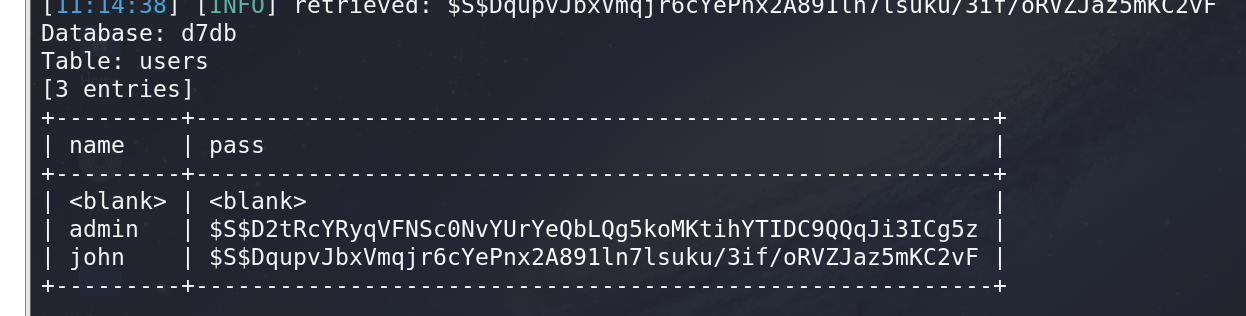 [11:14:38] [INFO] retrieved: $S$DqupvJbxVmqjr6cYePnx2A891ln7lsuku/3if/oRVZJaz5mKC2vF
Database: d7db
Table: users
[3 entries]
+---------+---------------------------------------------------------+
| name    | pass                                                    |
+---------+---------------------------------------------------------+
| <blank> | <blank>                                                 |
| admin   | $S$D2tRcYRyqVFNSc0NvYUrYeQbLQg5koMKtihYTIDC9QQqJi3ICg5z |
| john    | $S$DqupvJbxVmqjr6cYePnx2A891ln7lsuku/3if/oRVZJaz5mKC2vF |
+---------+---------------------------------------------------------+